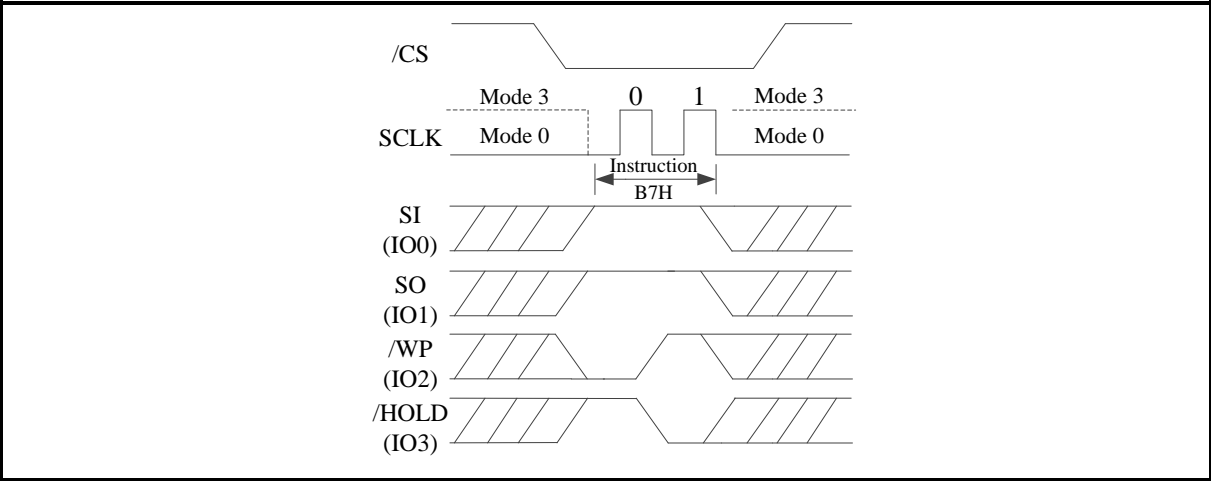 /CS
Mode 3 0 1 Mode 3
SCLK Mode 0 Mode 0
Instruction
B7H
SI
(IO0)
SO
(IO1)
/WP
(IO2)
/HOLD
(IO3)